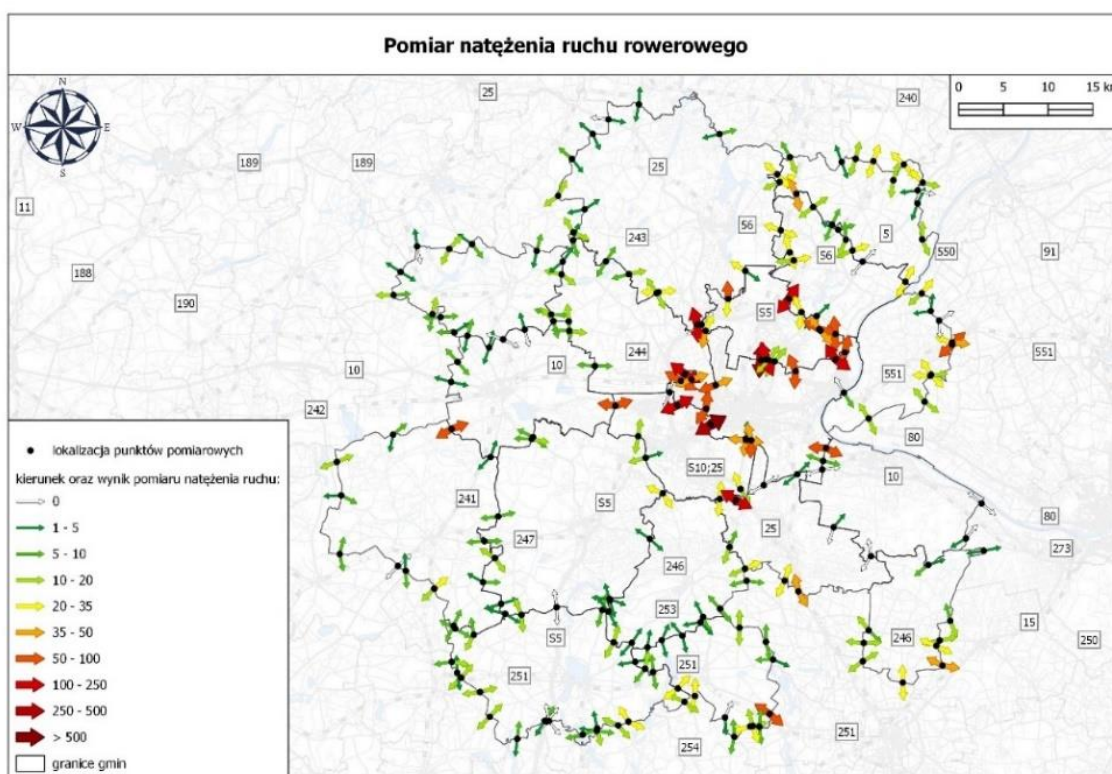 Pomiar natężenia ruchu rowerowego
N
W E
S
0 5 10 15 km
25
240
189
189
25
11
243
56
5
56
550
91
188
190
S5
244
551
551
10
10
242
80
S10;25
10
241
S5
25
80
247
246
273
253
15
S5
246
250
251
251
251
254
lokalizacja punktów pomiarowych
kierunek oraz wynik pomiaru natężenia ruchu:
0
1 - 5
5 - 10
10 - 20
20 - 35
35 - 50
50 - 100
100 - 250
250 - 500
> 500
granice gmin